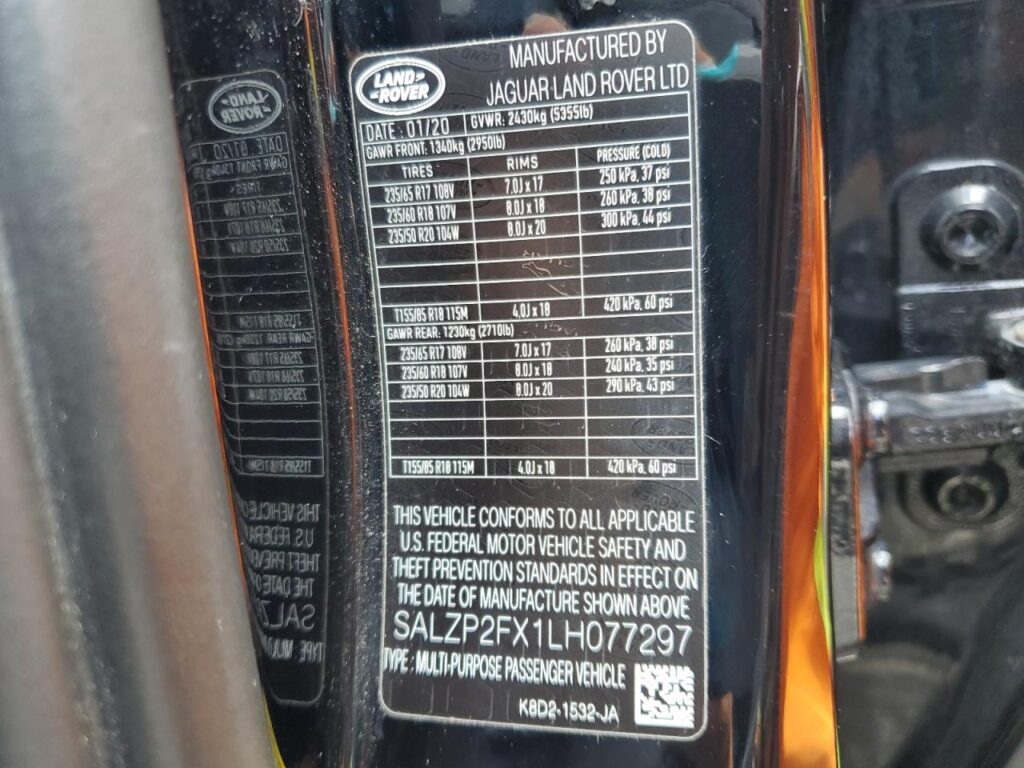 LAND ROVER
MANUFACTURED BY
JAGUAR LAND ROVER LTD
DATE: 01/20 GVWR: 2430kg (5355lb)
GAWR FRONT: 1340kg (2950lb)
TIRES RIMS PRESSURE (COLD)
235/65 R17 108V 7.0J x 17 250 kPa, 37 psi
235/60 R18 107V 8.0J x 18 260 kPa, 38 psi
235/50 R20 104W 8.0J x 20 300 kPa, 44 psi
T155/85 R18 115M 4.0J x 18 420 kPa, 60 psi
GAWR REAR: 1230kg (2710lb)
235/65 R17 108V 7.0J x 17 260 kPa, 38 psi
235/60 R18 107V 8.0J x 18 240 kPa, 35 psi
235/50 R20 104W 8.0J x 20 290 kPa, 43 psi
T155/85 R18 115M 4.0J x 18 420 kPa, 60 psi
THIS VEHICLE CONFORMS TO ALL APPLICABLE
U.S. FEDERAL MOTOR VEHICLE SAFETY AND
THEFT PREVENTION STANDARDS IN EFFECT ON
THE DATE OF MANUFACTURE SHOWN ABOVE
SALZP2FX1LH077297
TYPE: MULTI-PURPOSE PASSENGER VEHICLE
K8D2-1532-JA